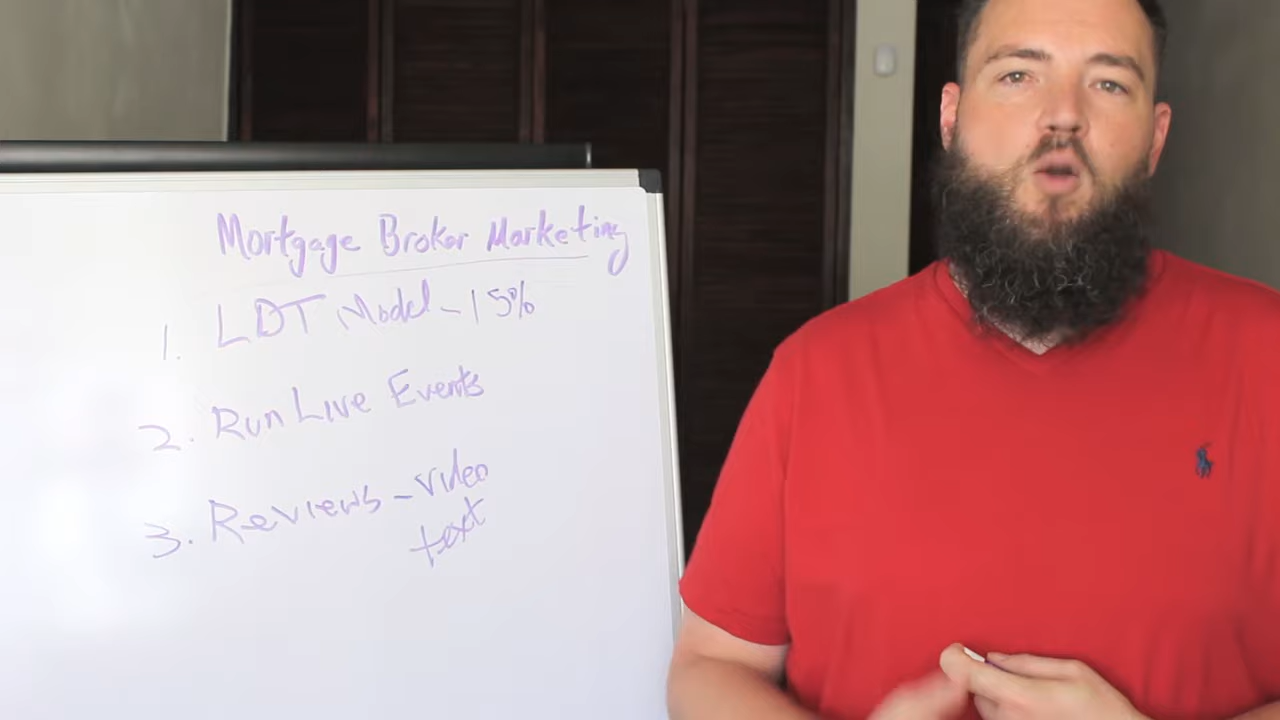 Mortgage Broker Marketing
1. LDT Model - 15%
2. Run Live Events
3. Reviews - video
text